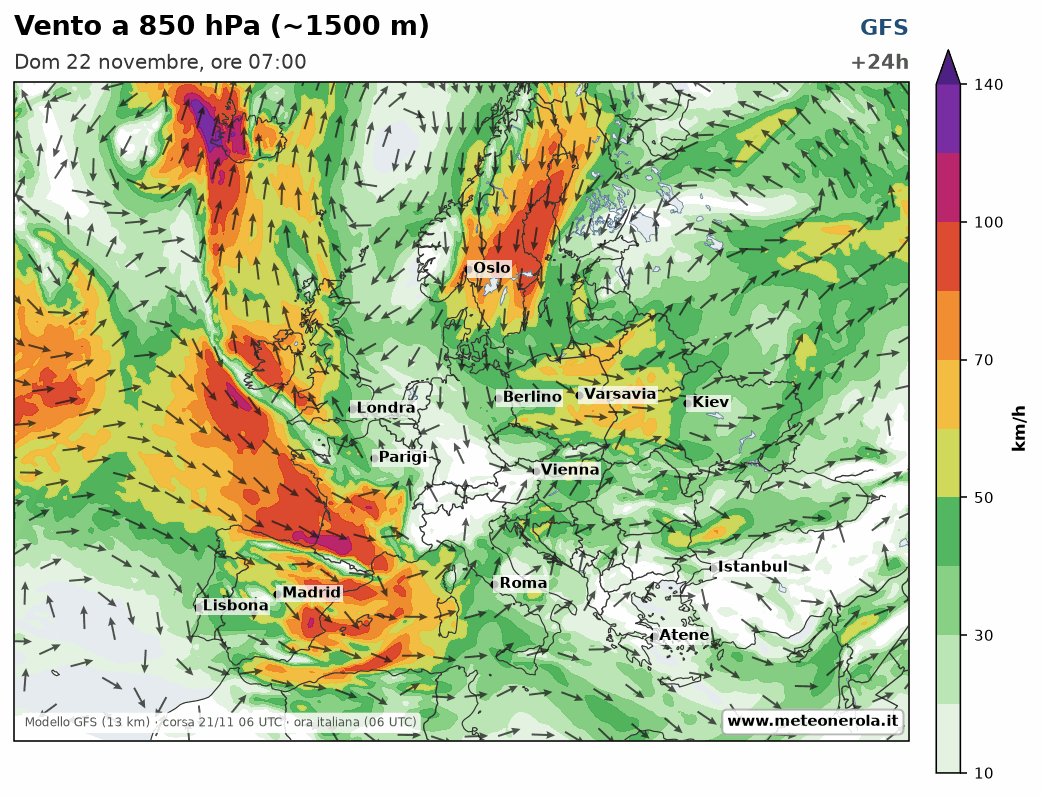 Vento a 850 hPa (~1500 m)
GFS
Dom 22 novembre, ore 07:00
+24h
140
100
70
50
30
10
km/h
Oslo
Londra
Berlino
Varsavia
Kiev
Parigi
Vienna
Istanbul
Roma
Madrid
Lisbona
Atene
Modello GFS (13 km) · corsa 21/11 06 UTC · ora italiana (06 UTC)
www.meteonerola.it